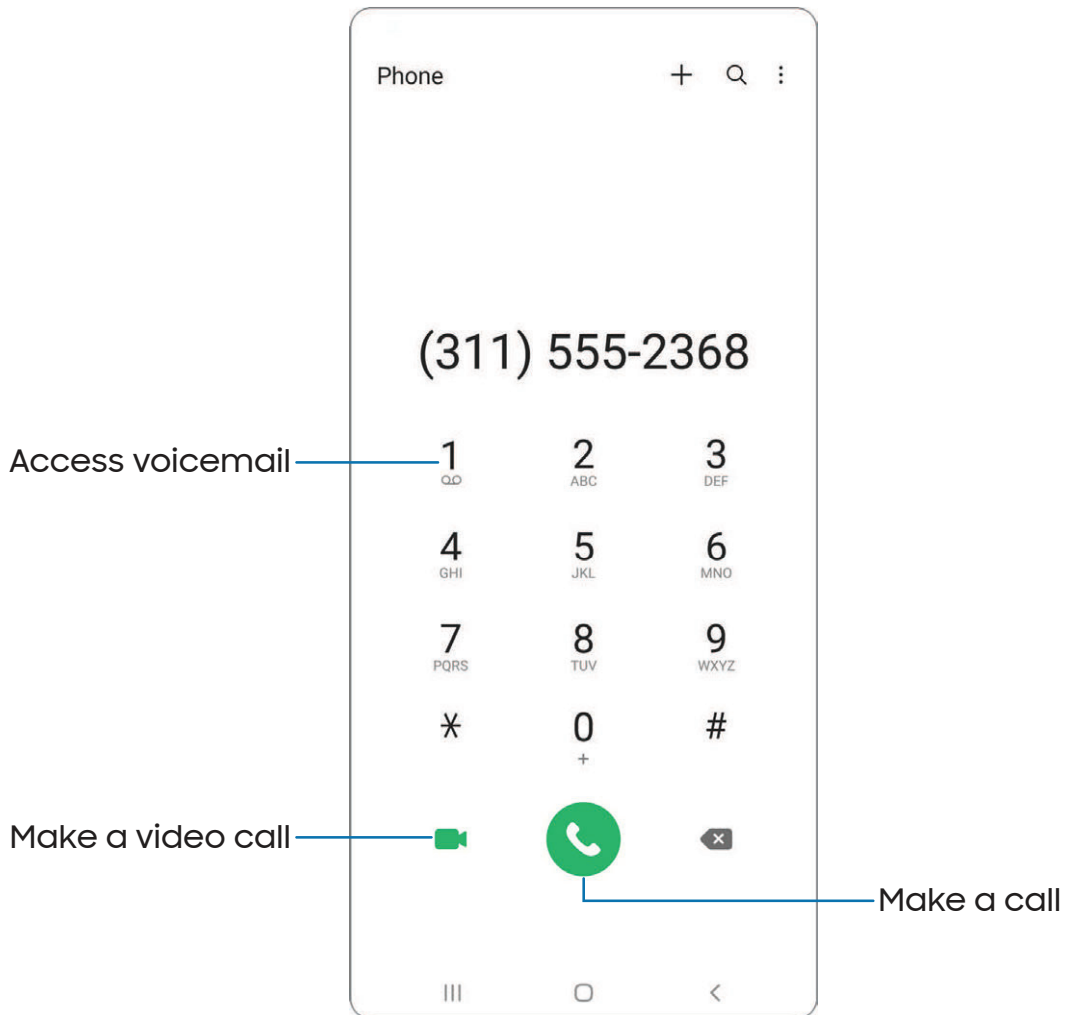 Phone
(311) 555-2368
Access voicemail
1 2 3
ABC DEF
4 5 6
GHI JKL MNO
7 8 9
PQRS TUV WXYZ
* 0 #
+
Make a video call
Make a call